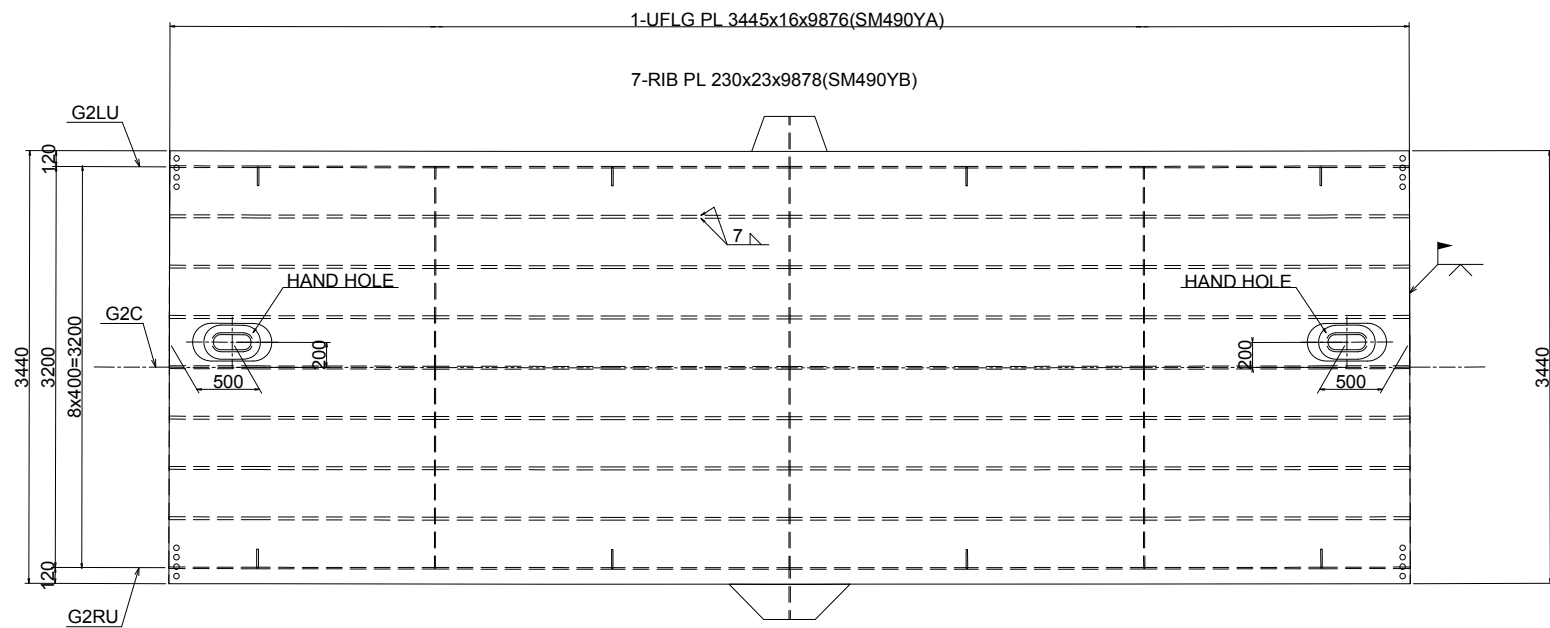 1-UFLG PL 3445x16x9876(SM490YA)
7-RIB PL 230x23x9878(SM490YB)
G2LU
120
7
HAND HOLE
HAND HOLE
G2C
3440
3200
8x400=3200
200
500
200
500
3440
120
G2RU